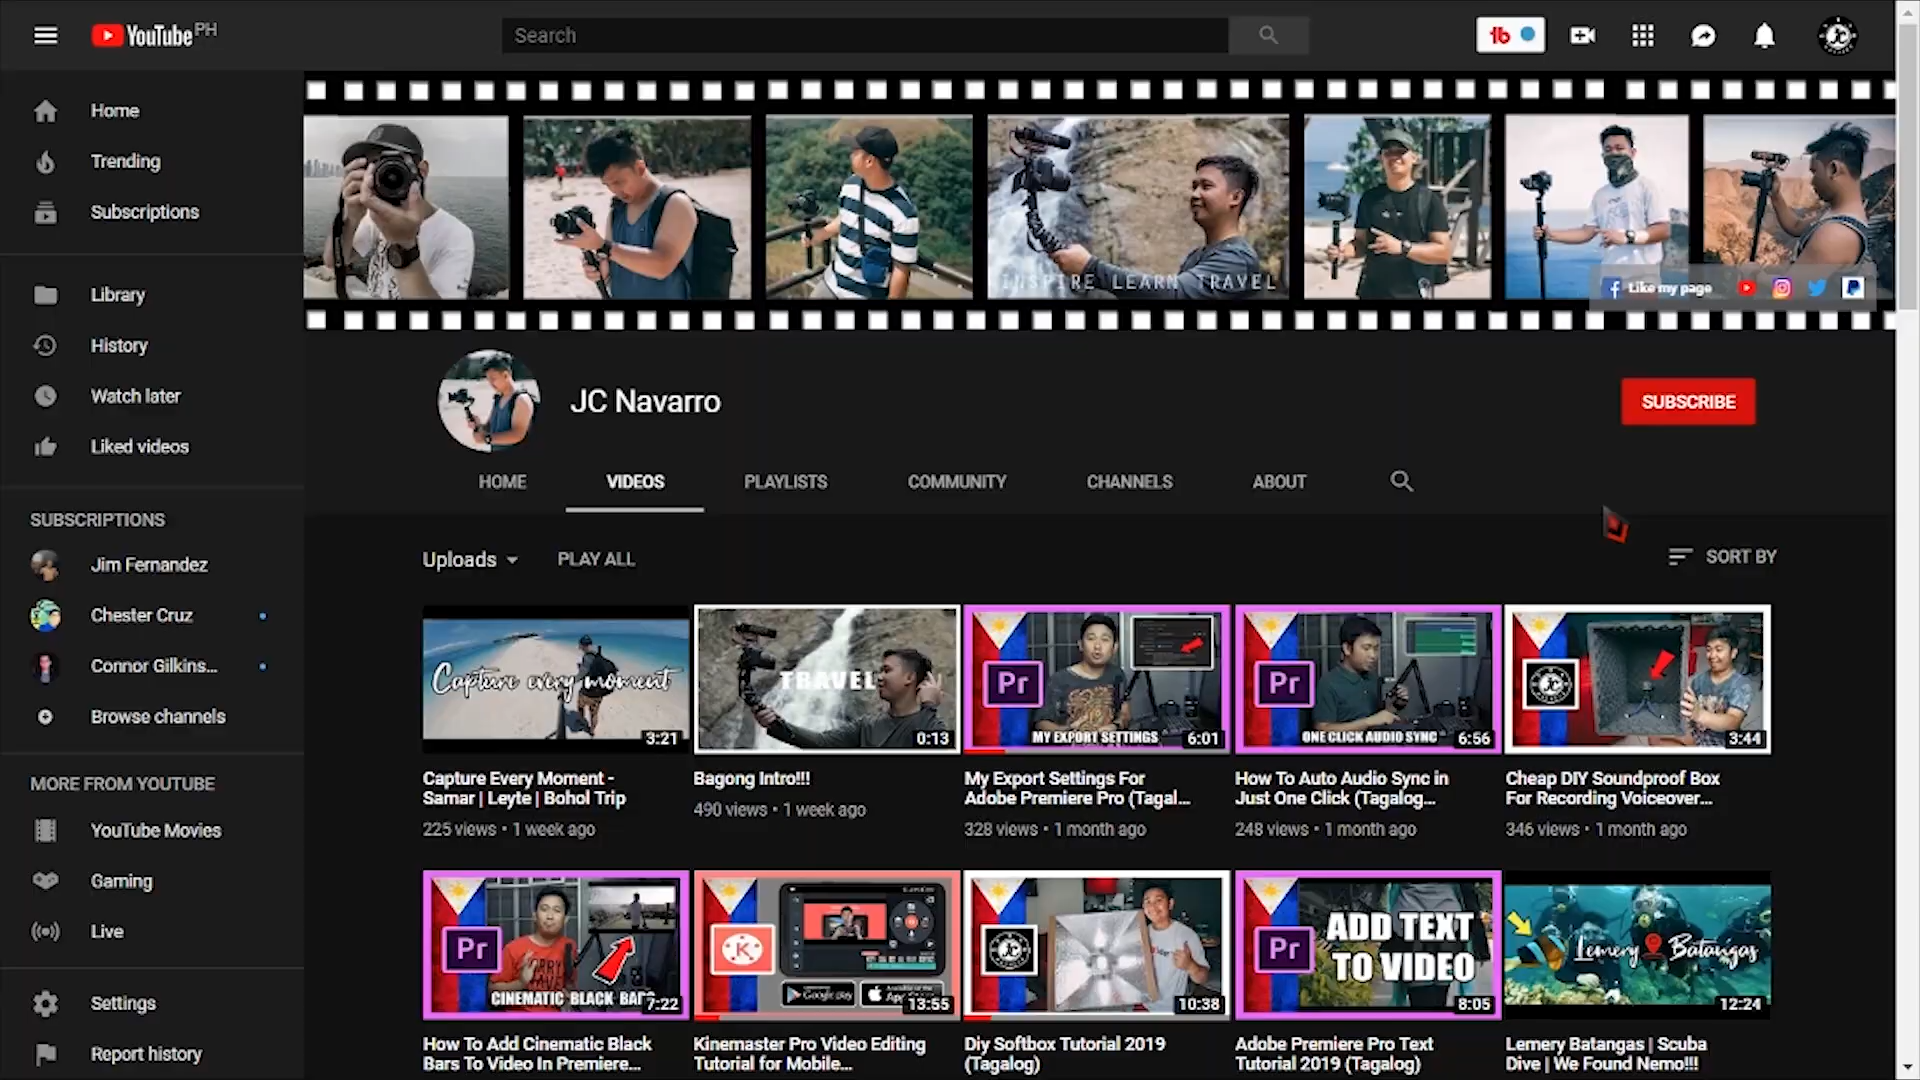 YouTube PH
Search
Home
Trending
Subscriptions
Library
History
Watch later
Liked videos
SUBSCRIPTIONS
Jim Fernandez
Chester Cruz
Connor Gilkins...
Browse channels
MORE FROM YOUTUBE
YouTube Movies
Gaming
Live
Settings
Report history
INSPIRE LEARN TRAVEL
Like my page
JC Navarro
SUBSCRIBE
HOME
VIDEOS
PLAYLISTS
COMMUNITY
CHANNELS
ABOUT
Uploads
PLAY ALL
SORT BY
Capture every moment
3:21
Capture Every Moment -
Samar | Leyte | Bohol Trip
225 views • 1 week ago
TRAVEL
0:13
Bagong Intro!!!
490 views • 1 week ago
Pr
MY EXPORT SETTINGS
6:01
My Export Settings For
Adobe Premiere Pro (Tagal...
328 views • 1 month ago
Pr
ONE CLICK AUDIO SYNC
6:56
How To Auto Audio Sync in
Just One Click (Tagalog...
248 views • 1 month ago
3:44
Cheap DIY Soundproof Box
For Recording Voiceover...
346 views • 1 month ago
Pr
CINEMATIC BLACK BARS
7:22
How To Add Cinematic Black
Bars To Video In Premiere...
K
Google play
13:55
Kinemaster Pro Video Editing
Tutorial for Mobile...
10:38
Diy Softbox Tutorial 2019
(Tagalog)
Pr
ADD TEXT
TO VIDEO
8:05
Adobe Premiere Pro Text
Tutorial 2019 (Tagalog)
Lemery Batangas
12:24
Lemery Batangas | Scuba
Dive | We Found Nemo!!!